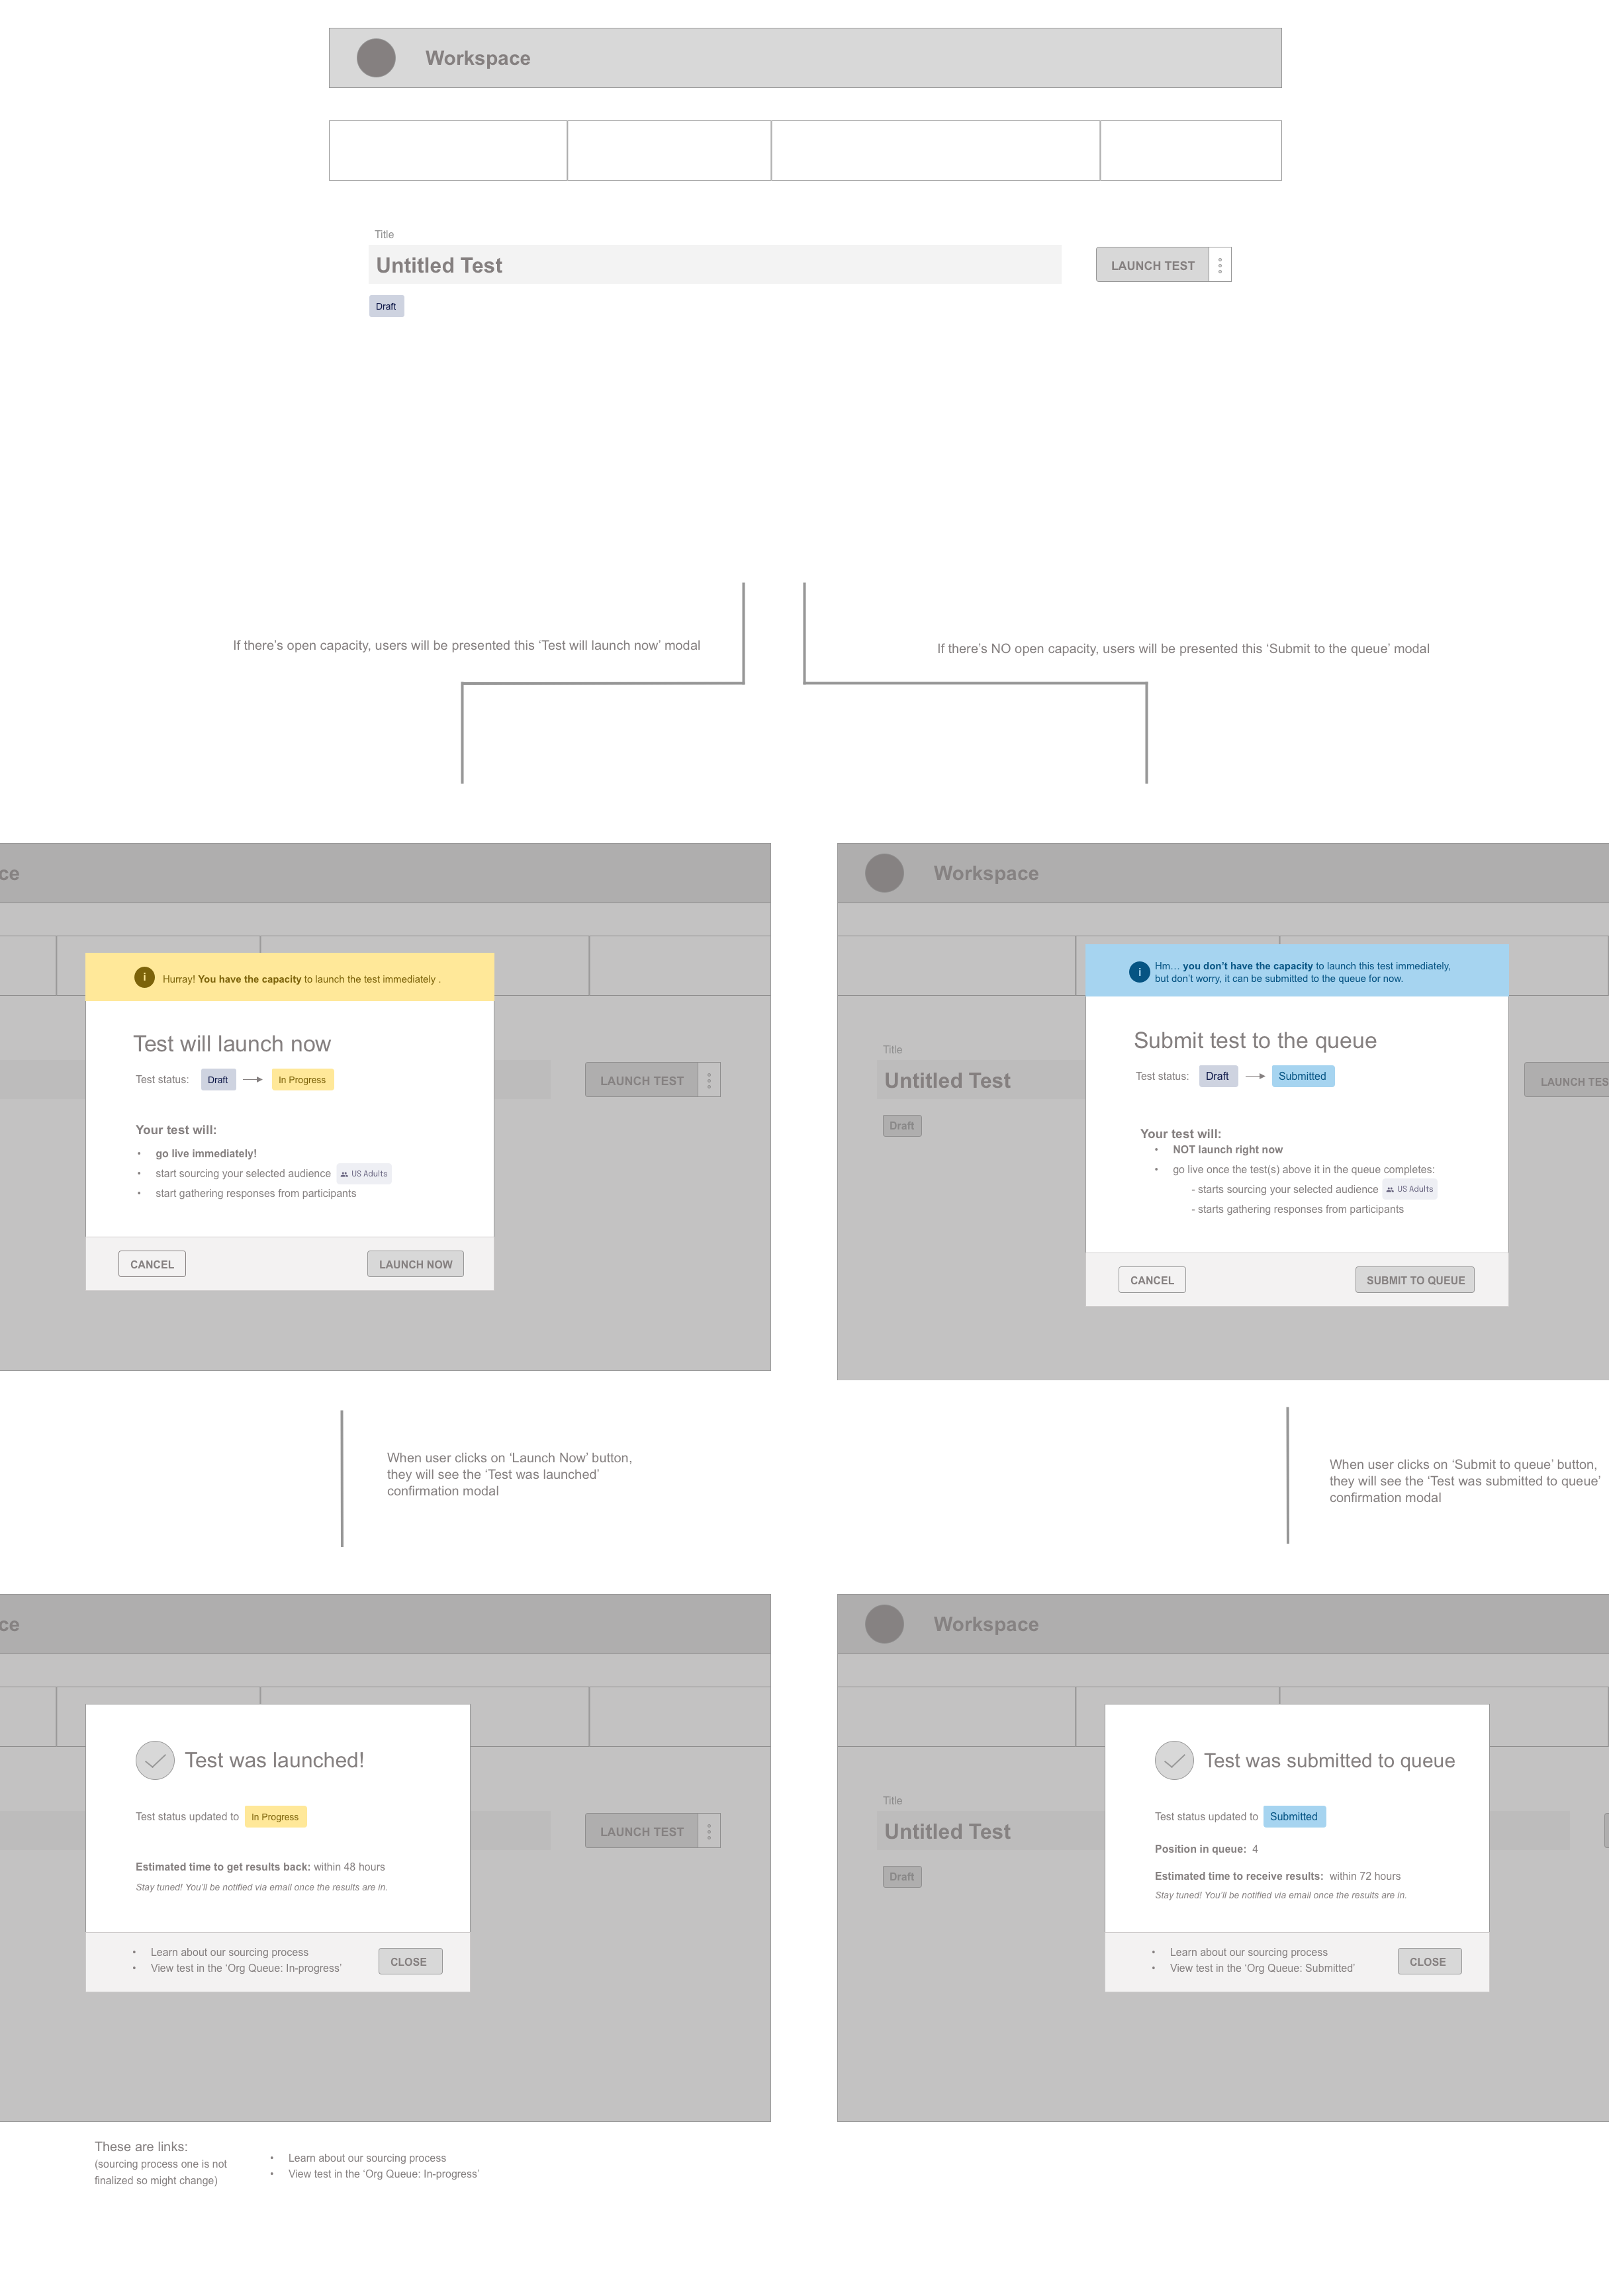 Workspace
Title
Untitled Test
LAUNCH TEST
Draft
If there’s open capacity, users will be presented this ‘Test will launch now’ modal
If there’s NO open capacity, users will be presented this ‘Submit to the queue’ modal
ce
i
Hurray! You have the capacity to launch the test immediately .
Test will launch now
Test status:
Draft
In Progress
LAUNCH TEST
Your test will:
• go live immediately!
• start sourcing your selected audience US Adults
• start gathering responses from participants
CANCEL
LAUNCH NOW
Workspace
i
Hm… you don’t have the capacity to launch this test immediately,
but don’t worry, it can be submitted to the queue for now.
Title
Untitled Test
Draft
Submit test to the queue
Test status:
Draft
Submitted
LAUNCH TES
Your test will:
• NOT launch right now
• go live once the test(s) above it in the queue completes:
- starts sourcing your selected audience US Adults
- starts gathering responses from participants
CANCEL
SUBMIT TO QUEUE
When user clicks on ‘Launch Now’ button,
they will see the ‘Test was launched’
confirmation modal
When user clicks on ‘Submit to queue’ button,
they will see the ‘Test was submitted to queue’
confirmation modal
ce
Test was launched!
Test status updated to In Progress
LAUNCH TEST
Estimated time to get results back: within 48 hours
Stay tuned! You’ll be notified via email once the results are in.
• Learn about our sourcing process
• View test in the ‘Org Queue: In-progress’
CLOSE
Workspace
Title
Untitled Test
Draft
Test was submitted to queue
Test status updated to Submitted
Position in queue: 4
Estimated time to receive results: within 72 hours
Stay tuned! You’ll be notified via email once the results are in.
• Learn about our sourcing process
• View test in the ‘Org Queue: Submitted’
CLOSE
These are links:
(sourcing process one is not
finalized so might change)
• Learn about our sourcing process
• View test in the ‘Org Queue: In-progress’